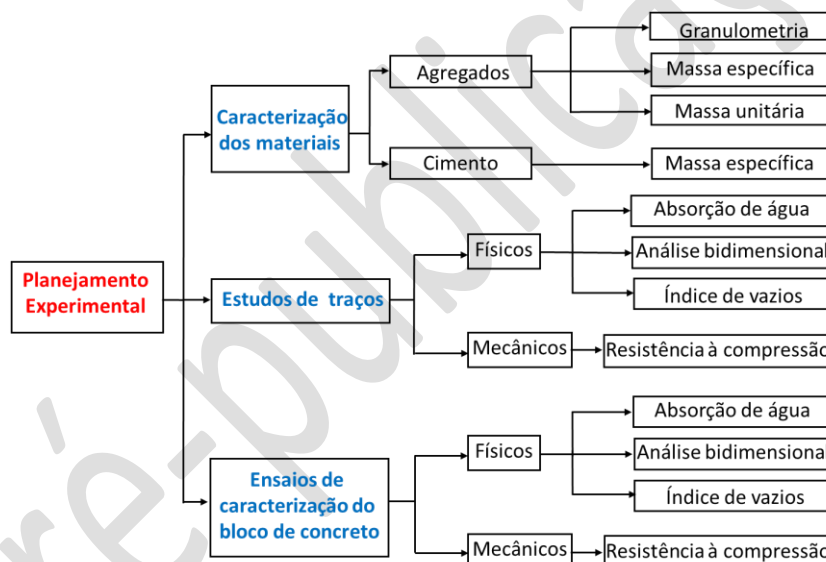 Granulometria
Agregados
Massa específica
Caracterização
dos materiais
Massa unitária
Cimento
Massa específica
Absorção de água
Físicos
Análise bidimensional
Planejamento
Experimental
Estudos de traços
Índice de vazios
Mecânicos
Resistência à compressão
Absorção de água
Físicos
Análise bidimensional
Ensaios de
caracterização do
bloco de concreto
Índice de vazios
Mecânicos
Resistência à compressão
ré-publicaç